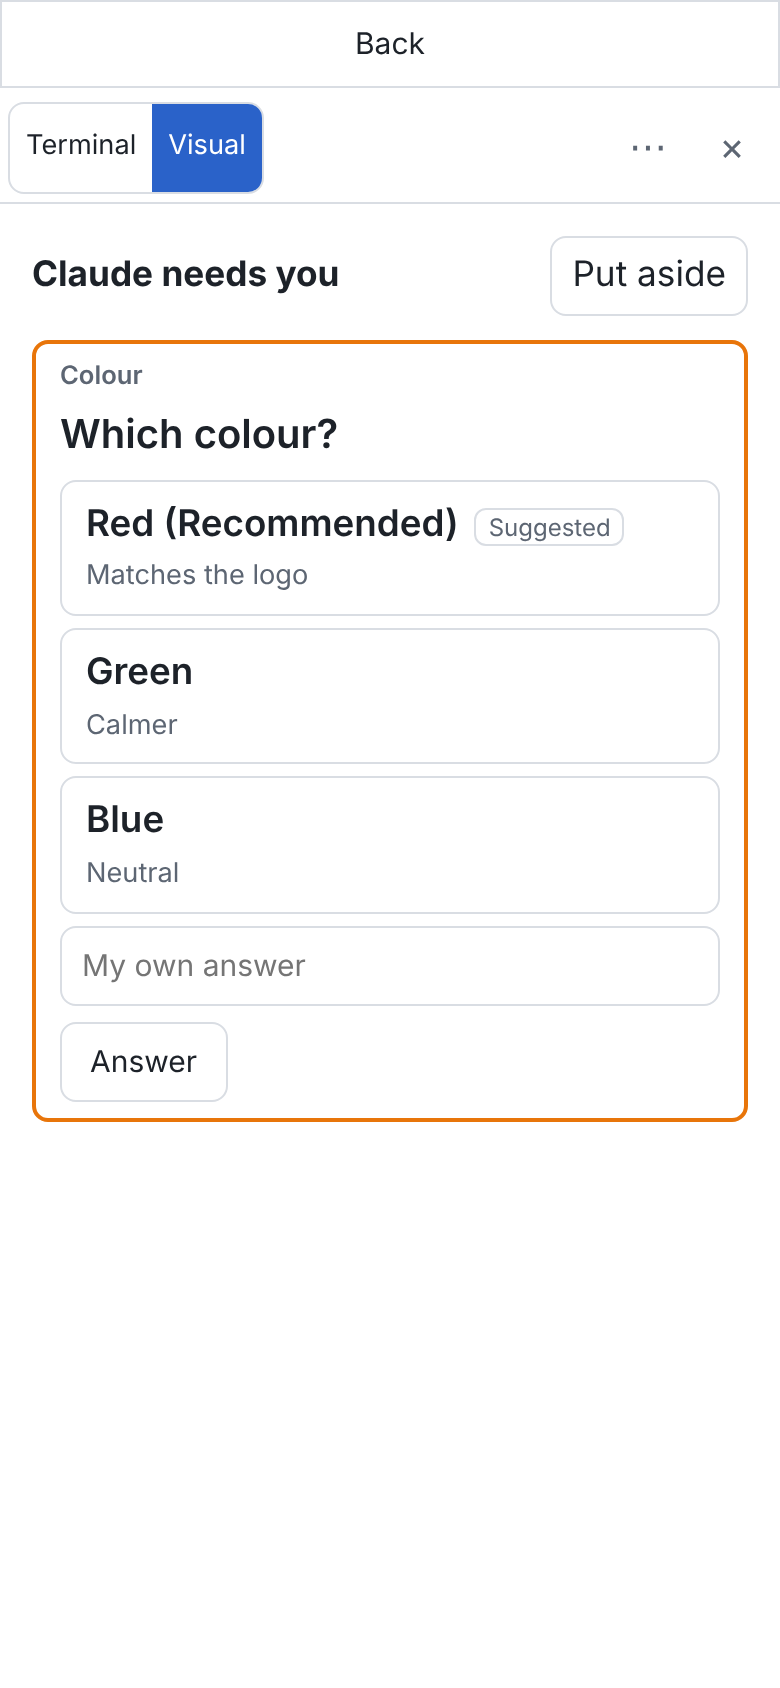 Back
Terminal Visual ⋯ ×
Claude needs you Put aside
Colour
Which colour?
Red (Recommended) Suggested
Matches the logo
Green
Calmer
Blue
Neutral
My own answer
Answer